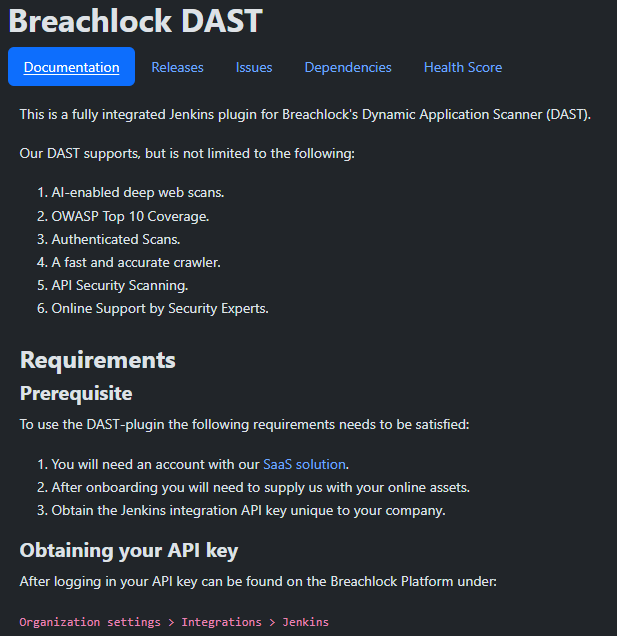 Breachlock DAST
Documentation Releases Issues Dependencies Health Score
This is a fully integrated Jenkins plugin for Breachlock's Dynamic Application Scanner (DAST).
Our DAST supports, but is not limited to the following:
1. AI-enabled deep web scans.
2. OWASP Top 10 Coverage.
3. Authenticated Scans.
4. A fast and accurate crawler.
5. API Security Scanning.
6. Online Support by Security Experts.
Requirements
Prerequisite
To use the DAST-plugin the following requirements needs to be satisfied:
1. You will need an account with our SaaS solution.
2. After onboarding you will need to supply us with your online assets.
3. Obtain the Jenkins integration API key unique to your company.
Obtaining your API key
After logging in your API key can be found on the Breachlock Platform under:
Organization settings > Integrations > Jenkins